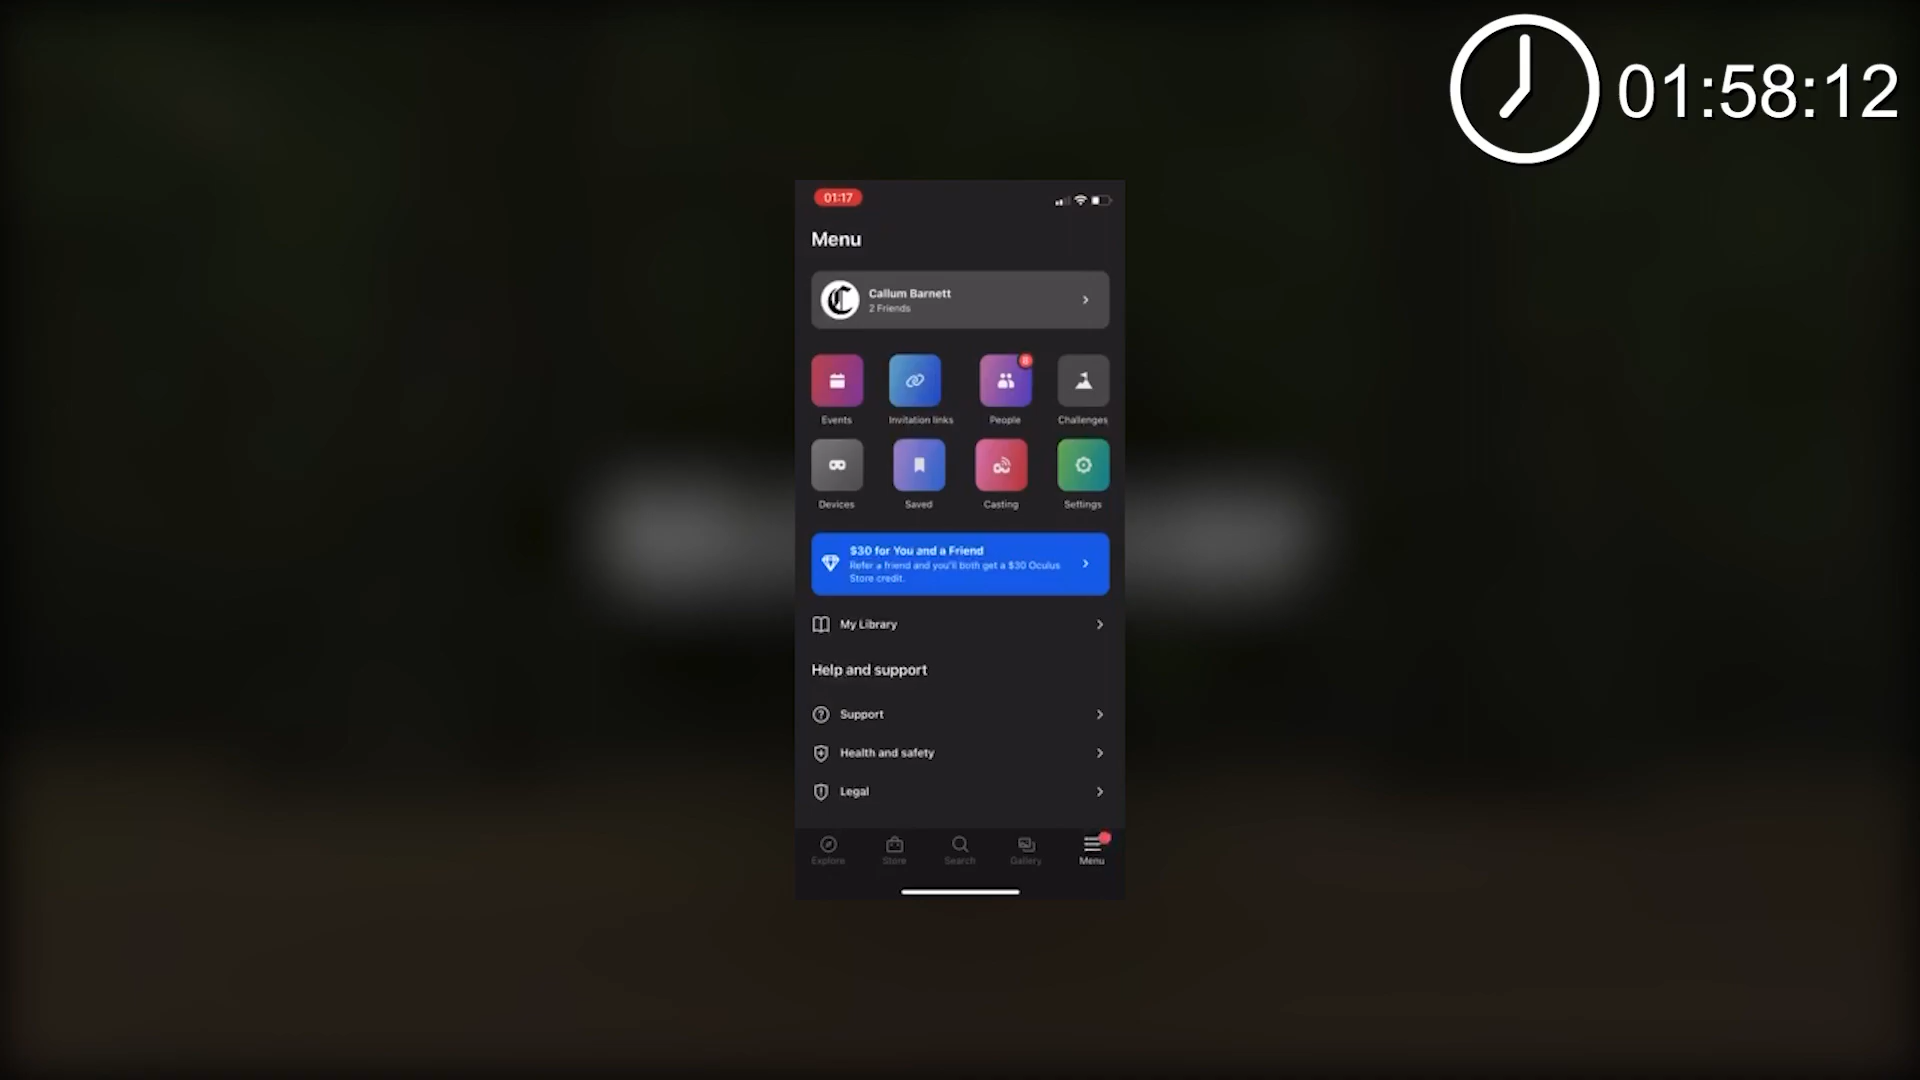 01:58:12
01:17
Menu
Callum Barnett
2 Friends
Events
Invitation links
People
Challenges
Devices
Saved
Casting
Settings
$30 for You and a Friend
Refer a friend and you'll both get a $30 Oculus
Store credit.
My Library
Help and support
Support
Health and safety
Legal
Explore
Store
Search
Gallery
Menu